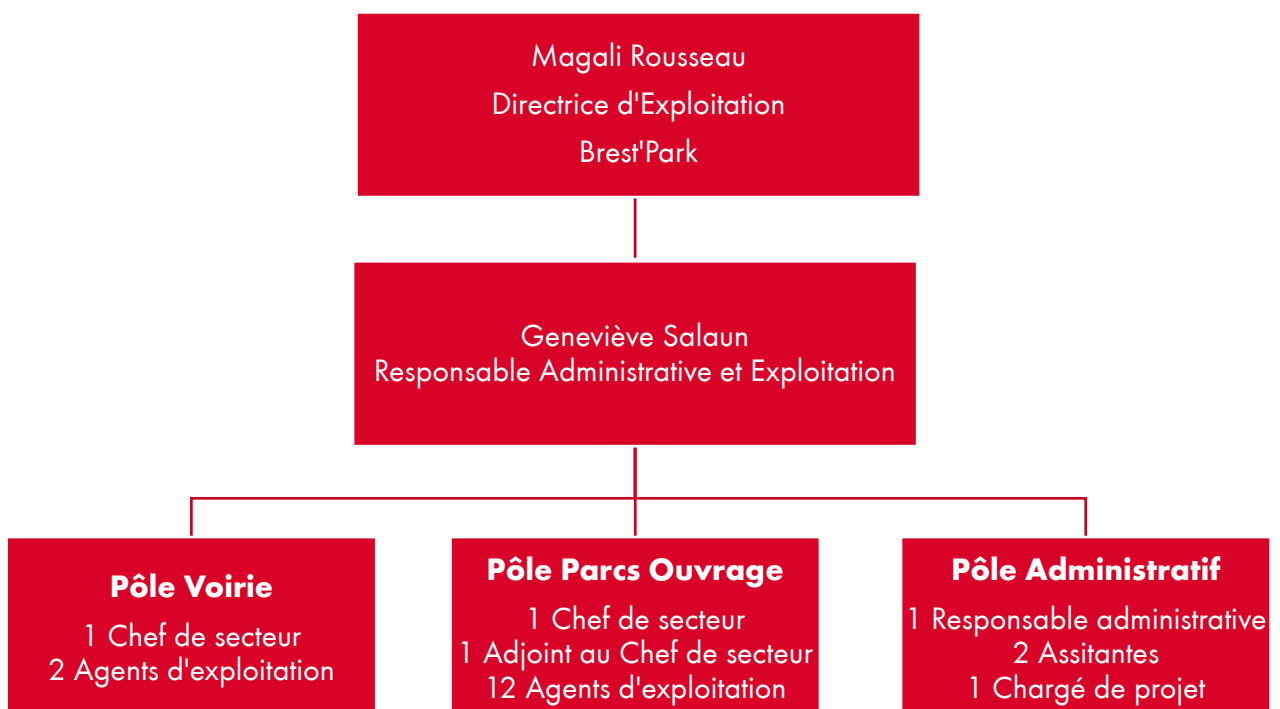 Magali Rousseau
Directrice d'Exploitation
Brest'Park
Geneviève Salaun
Responsable Administrative et Exploitation
Pôle Voirie
1 Chef de secteur
2 Agents d'exploitation
Pôle Parcs Ouvrage
1 Chef de secteur
1 Adjoint au Chef de secteur
12 Agents d'exploitation
Pôle Administratif
1 Responsable administrative
2 Assitantes
1 Chargé de projet